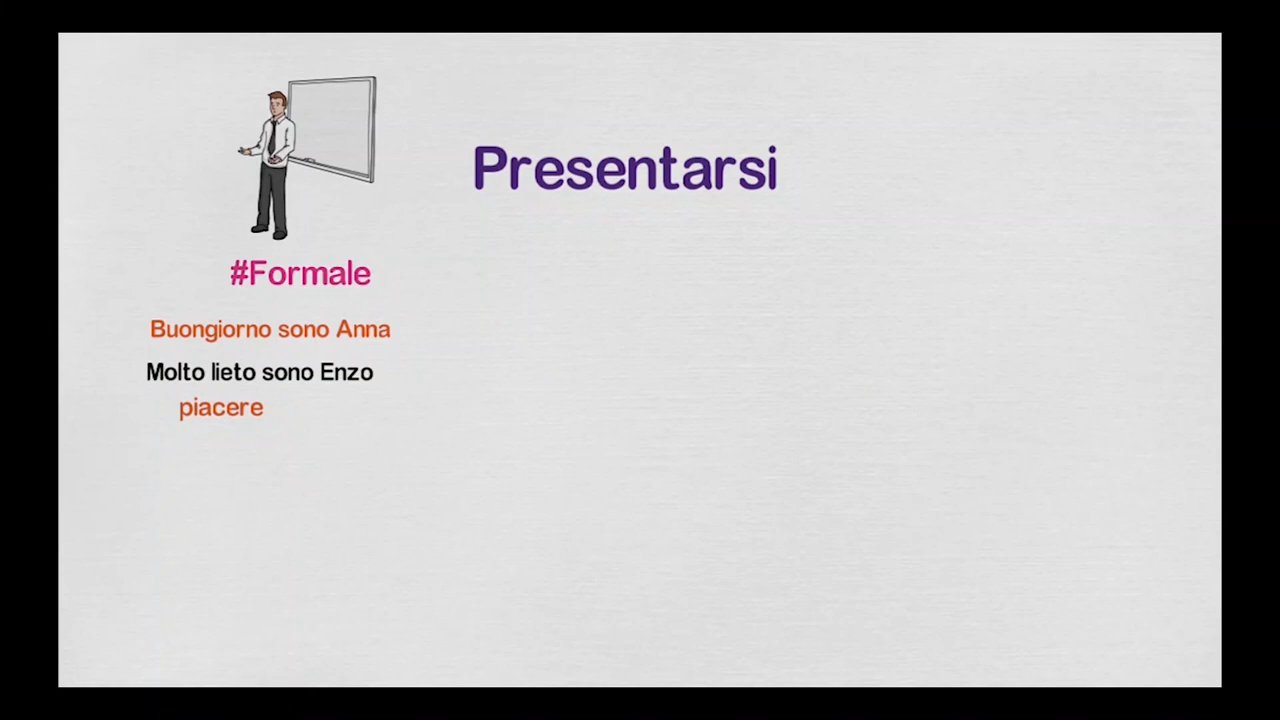 Presentarsi
#Formale
Buongiorno sono Anna
Molto lieto sono Enzo
piacere